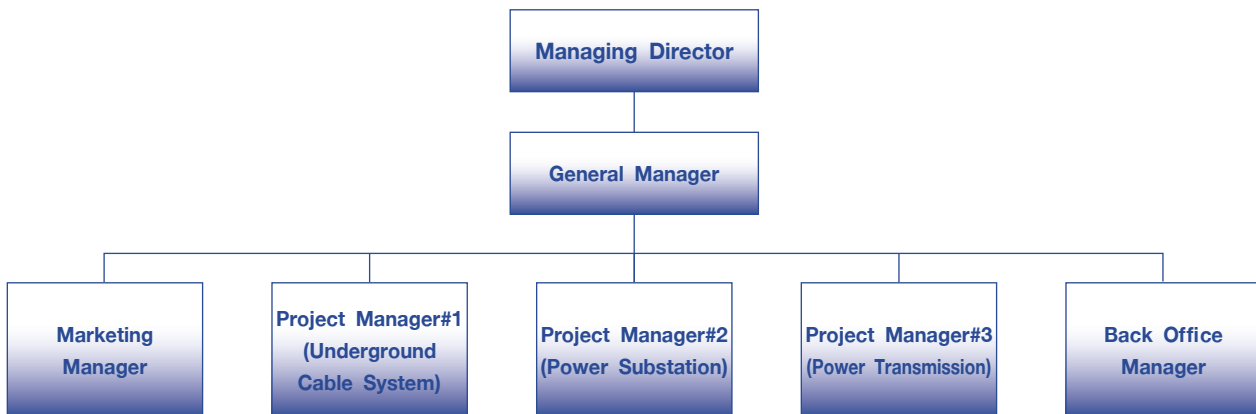 Managing Director
General Manager
Marketing
Manager
Project Manager#1
(Underground
Cable System)
Project Manager#2
(Power Substation)
Project Manager#3
(Power Transmission)
Back Office
Manager